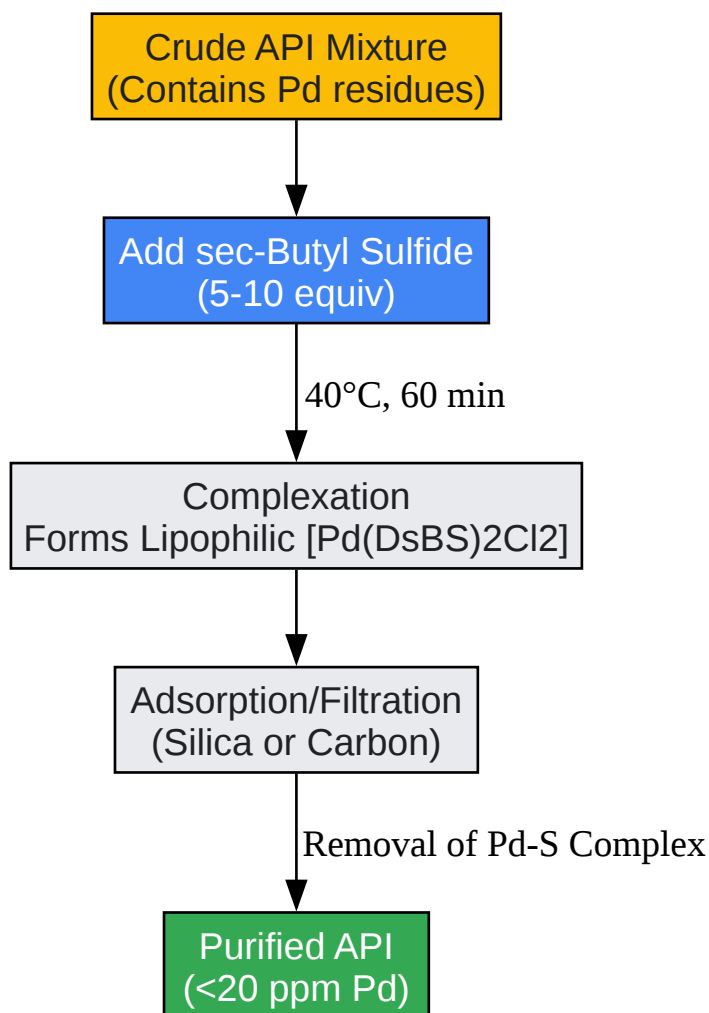 Crude API Mixture
(Contains Pd residues)
Add sec-Butyl Sulfide
(5-10 equiv)
40°C, 60 min
Complexation
Forms Lipophilic [Pd(DsBS)2Cl2]
Adsorption/Filtration
(Silica or Carbon)
Removal of Pd-S Complex
Purified API
(<20 ppm Pd)